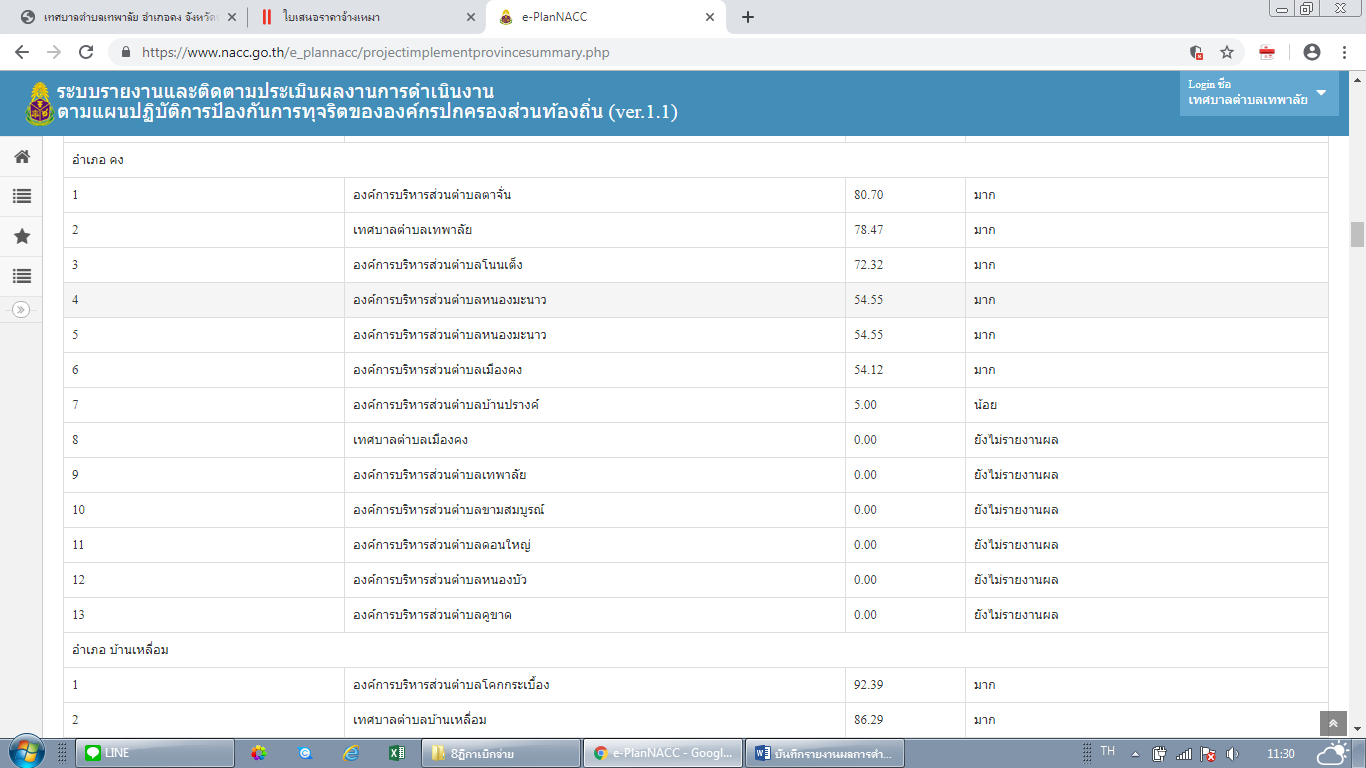 เทศบาลตำบลเทพาลัย อำเภอคง จังหวัด
ใบเสนอราคาจ้างเหมา
e-PlanNACC
https://www.nacc.go.th/e_plannacc/projectimplementprovincesummary.php
ระบบรายงานและติดตามประเมินผลงานการดำเนินงาน
ตามแผนปฏิบัติการป้องกันการทุจริตขององค์กรปกครองส่วนท้องถิ่น (ver.1.1)
Login ชื่อ
เทศบาลตำบลเทพาลัย
อำเภอ คง
1 องค์การบริหารส่วนตำบลตาจั่น 80.70 มาก
2 เทศบาลตำบลเทพาลัย 78.47 มาก
3 องค์การบริหารส่วนตำบลโนนเต็ง 72.32 มาก
4 องค์การบริหารส่วนตำบลหนองมะนาว 54.55 มาก
5 องค์การบริหารส่วนตำบลหนองมะนาว 54.55 มาก
6 องค์การบริหารส่วนตำบลเมืองคง 54.12 มาก
7 องค์การบริหารส่วนตำบลบ้านปรางค์ 5.00 น้อย
8 เทศบาลตำบลเมืองคง 0.00 ยังไม่รายงานผล
9 องค์การบริหารส่วนตำบลเทพาลัย 0.00 ยังไม่รายงานผล
10 องค์การบริหารส่วนตำบลขามสมบูรณ์ 0.00 ยังไม่รายงานผล
11 องค์การบริหารส่วนตำบลดอนใหญ่ 0.00 ยังไม่รายงานผล
12 องค์การบริหารส่วนตำบลหนองบัว 0.00 ยังไม่รายงานผล
13 องค์การบริหารส่วนตำบลคูขาด 0.00 ยังไม่รายงานผล
อำเภอ บ้านเหลื่อม
1 องค์การบริหารส่วนตำบลโคกกระเบื้อง 92.39 มาก
2 เทศบาลตำบลบ้านเหลื่อม 86.29 มาก
LINE
8ฎีกาเบิกจ่าย
e-PlanNACC - Googl...
บันทึกรายงานผลการดำ...
TH
11:30